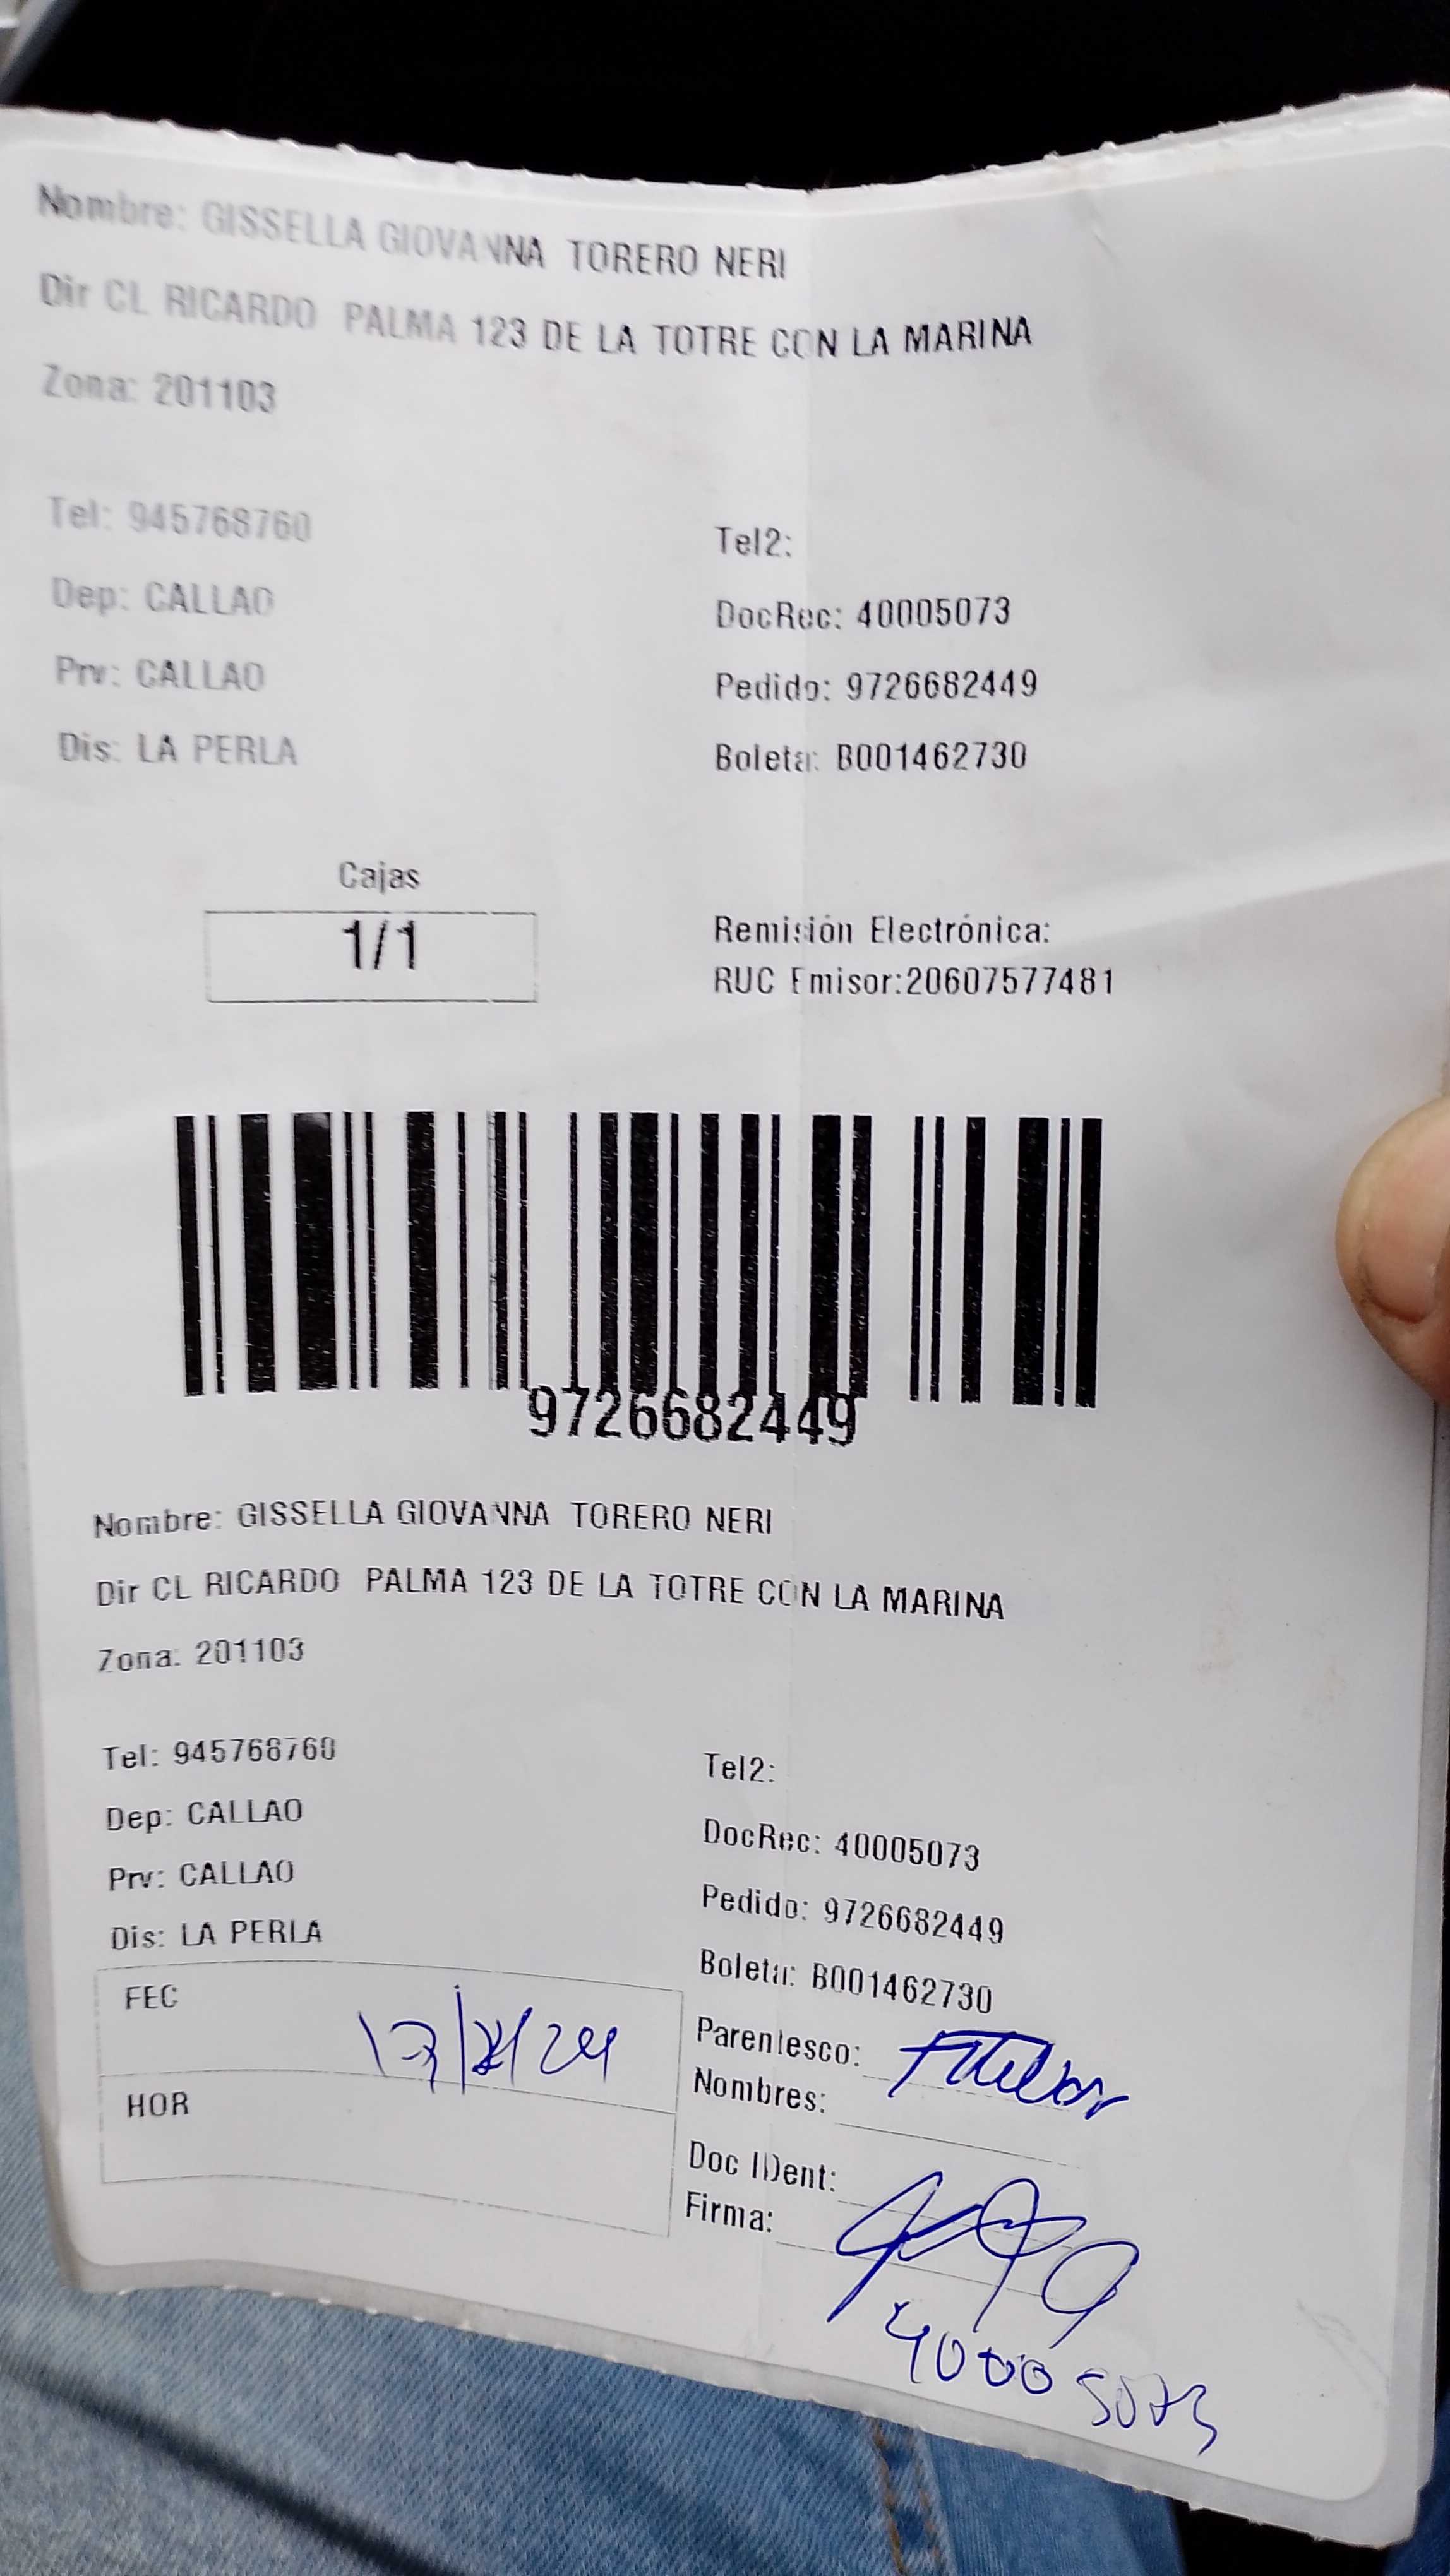 Nombre: GISSELLA GIOVANNA TORERO NERI
Dir CL RICARDO PALMA 123 DE LA TOTRE CON LA MARINA
Zona: 201103
Tel: 945768760
Tel2:
Dep: CALLAO
DocRec: 40005073
Prv: CALLAO
Pedido: 9726682449
Dis: LA PERLA
Boleta: B001462730
Cajas
1/1
Remisión Electrónica:
RUC Emisor:20607577481
9726682449
Nombre: GISSELLA GIOVANNA TORERO NERI
Dir CL RICARDO PALMA 123 DE LA TOTRE CON LA MARINA
Zona: 201103
Tel: 945768760
Tel2:
Dep: CALLAO
DocRec: 40005073
Prv: CALLAO
Pedido: 9726682449
Dis: LA PERLA
Boleta: B001462730
FEC
Parentesco: Titular
Nombres:
HOR
Doc IDent:
Firma:
40005073